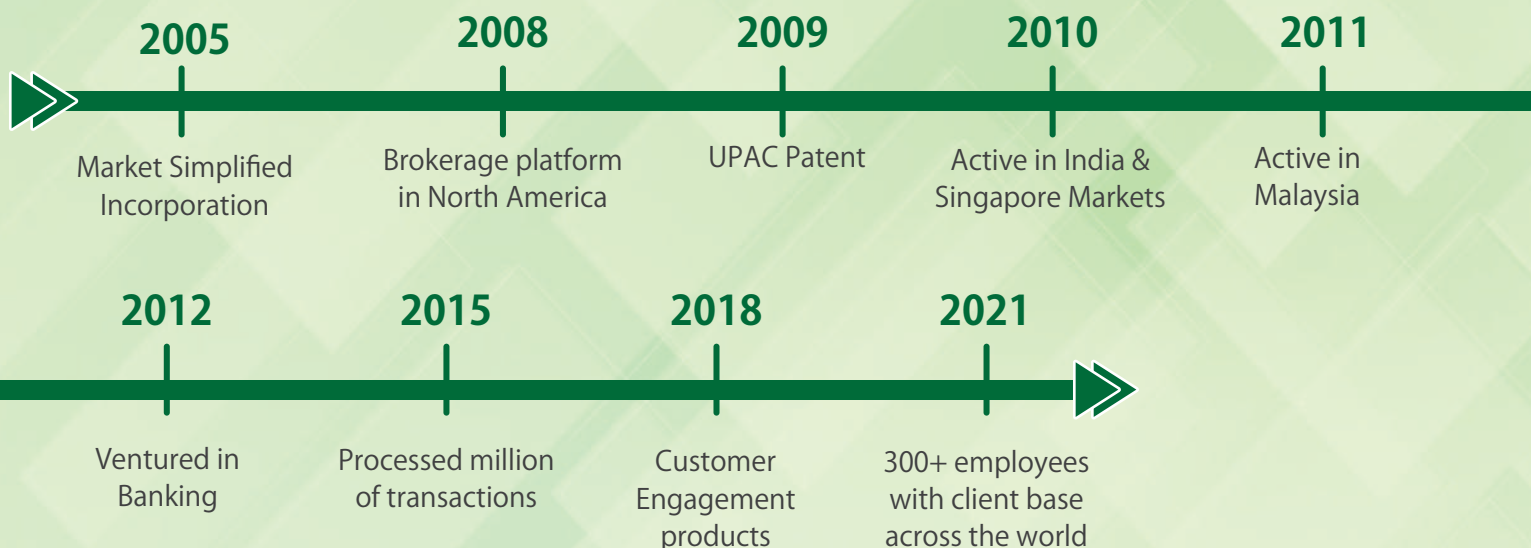 2005
2008
2009
2010
2011
Market Simplified
Incorporation
Brokerage platform
in North America
UPAC Patent
Active in India &
Singapore Markets
Active in
Malaysia
2012
2015
2018
2021
Ventured in
Banking
Processed million
of transactions
Customer
Engagement
products
300+ employees
with client base
across the world